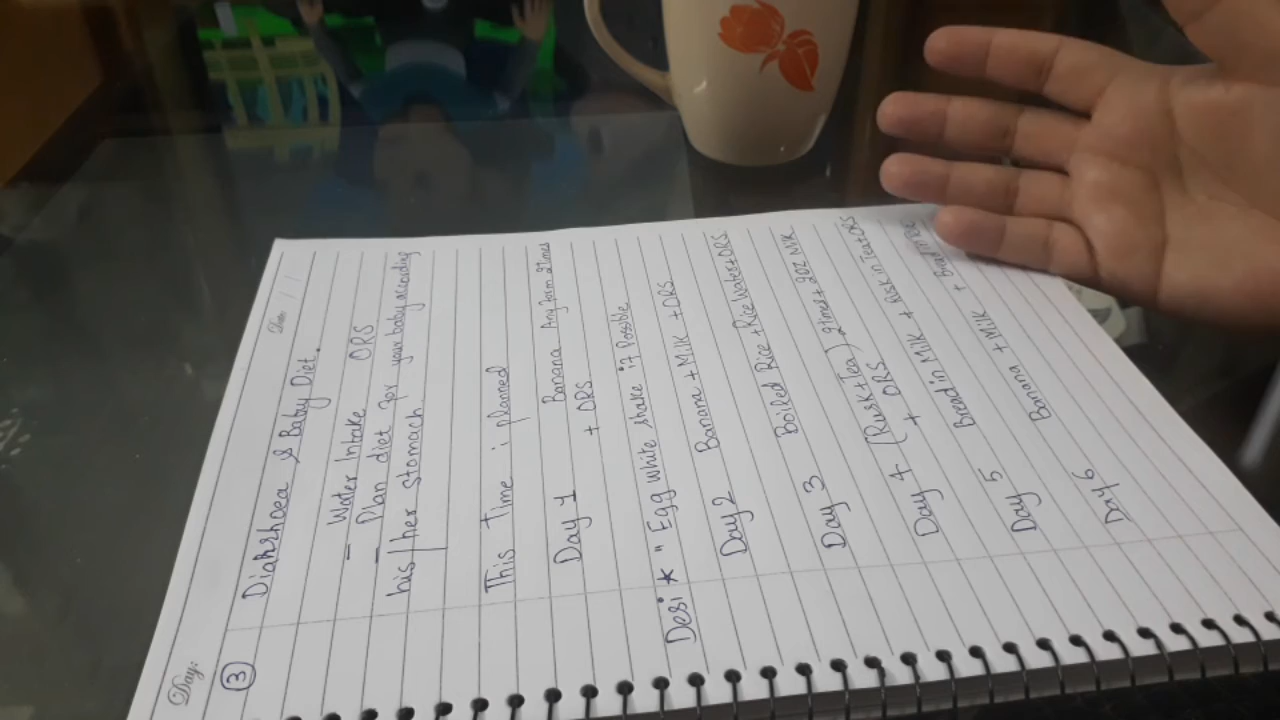 Day:
Date: / /
③ Diahrhoea & Baby Diet.
- Water Intake ORS
- Plan diet for your baby according
his/her stomach.
This Time i planned
Day 1 Banana Any form 2 times
+ ORS
Desi * "Egg white shake if Possible
Day 2 Banana + Milk + ORS
Day 3 Boiled Rice + Rice Water + ORS
Day 4 (Rusk + Tea) 2 times + 2oz Milk
+ ORS
Day 5 Bread in Milk + Rusk in Tea + ORS
Day 6 Banana + Milk + Bread in